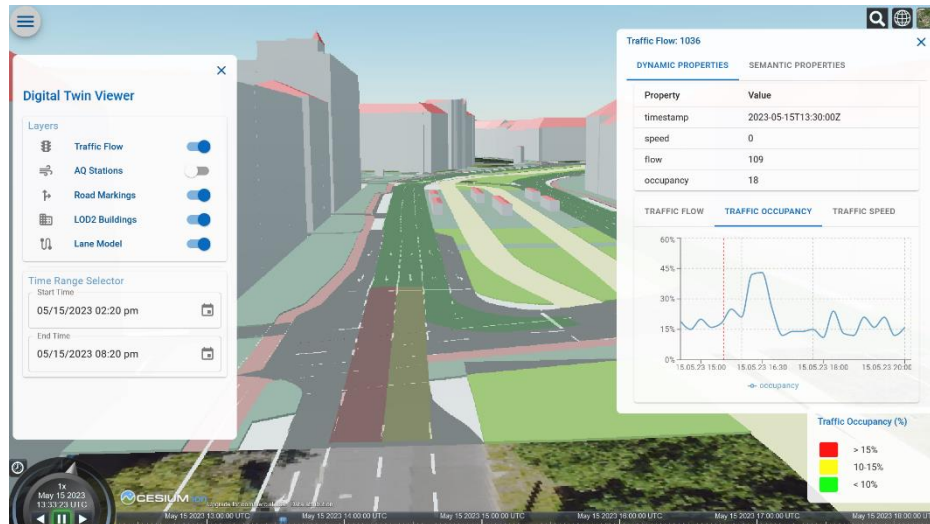 Digital Twin Viewer
Layers
Traffic Flow
AQ Stations
Road Markings
LOD2 Buildings
Lane Model
Time Range Selector
Start Time
05/15/2023 02:20 pm
End Time
05/15/2023 08:20 pm
Traffic Flow: 1036
DYNAMIC PROPERTIES SEMANTIC PROPERTIES
Property Value
timestamp 2023-05-15T13:30:00Z
speed 0
flow 109
occupancy 18
TRAFFIC FLOW TRAFFIC OCCUPANCY TRAFFIC SPEED
60%
45%
30%
15%
0%
15.05.23 15:00 15.05.23 16:30 15.05.23 18:00 15.05.23 20:00
occupancy
Traffic Occupancy (%)
> 15%
10-15%
< 10%
1x
May 15 2023
13:33:23 UTC
CESIUM ion
May 15 2023 13:00:00 UTC May 15 2023 14:00:00 UTC May 15 2023 15:00:00 UTC May 15 2023 16:00:00 UTC May 15 2023 17:00:00 UTC May 15 2023 18:00:00 UT